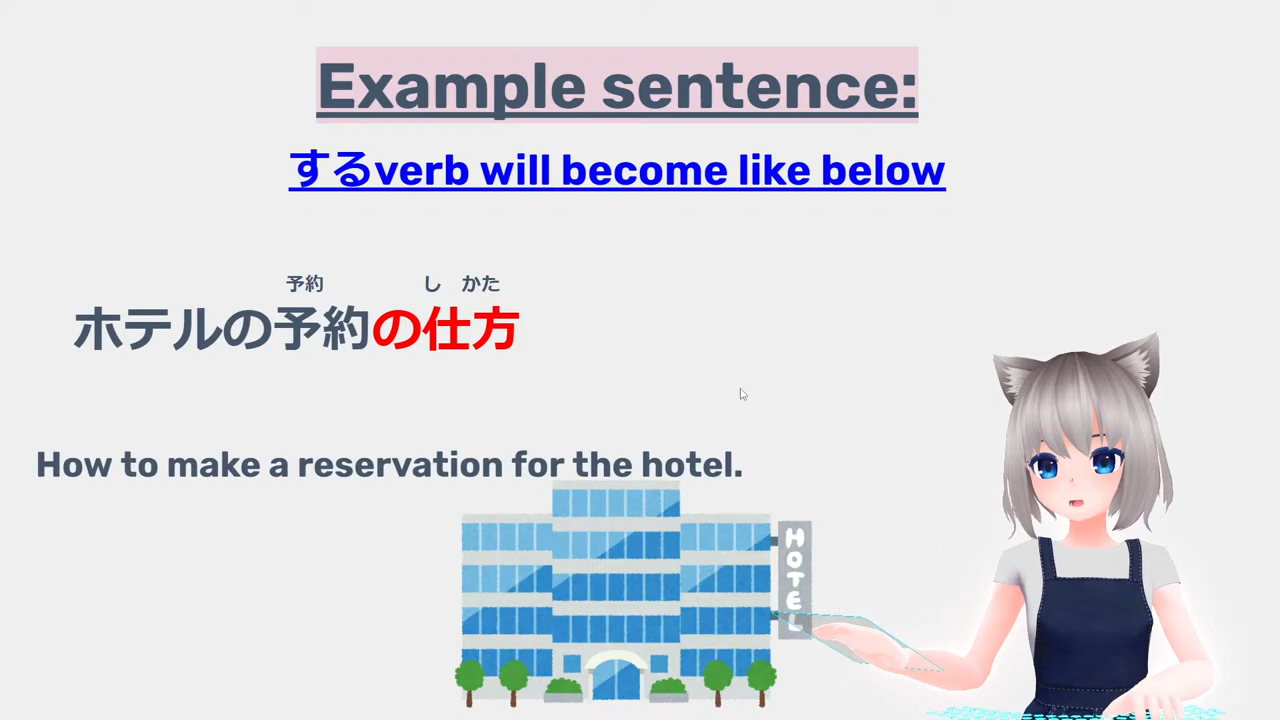 Example sentence:
するverb will become like below
予約 し かた
ホテルの予約の仕方
How to make a reservation for the hotel.
HOTEL